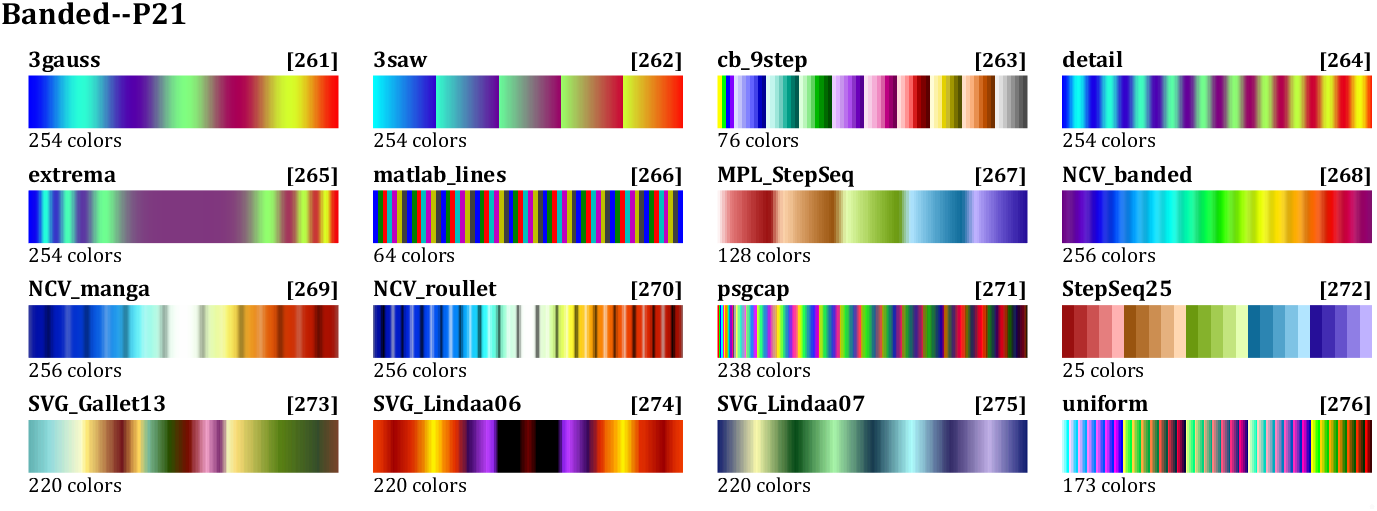 Banded--P21
3gauss [261] 3saw [262] cb_9step [263] detail [264]
254 colors 254 colors 76 colors 254 colors
extrema [265] matlab_lines [266] MPL_StepSeq [267] NCV_banded [268]
254 colors 64 colors 128 colors 256 colors
NCV_manga [269] NCV_roullet [270] psgcap [271] StepSeq25 [272]
256 colors 256 colors 238 colors 25 colors
SVG_Gallet13 [273] SVG_Lindaa06 [274] SVG_Lindaa07 [275] uniform [276]
220 colors 220 colors 220 colors 173 colors